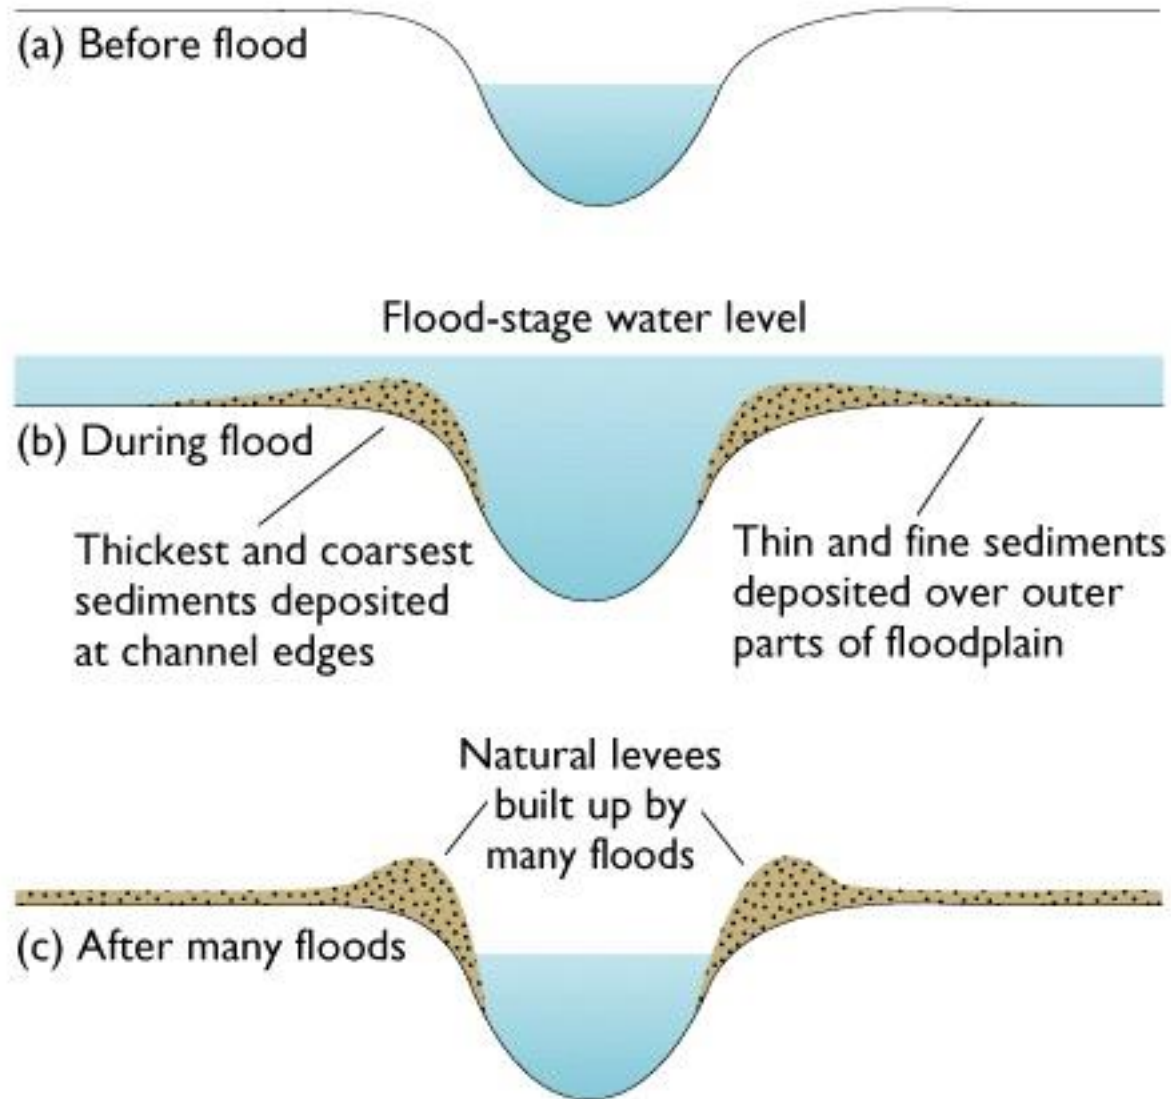 (a) Before flood
Flood-stage water level
(b) During flood
Thickest and coarsest
sediments deposited
at channel edges
Thin and fine sediments
deposited over outer
parts of floodplain
Natural levees
built up by
many floods
(c) After many floods